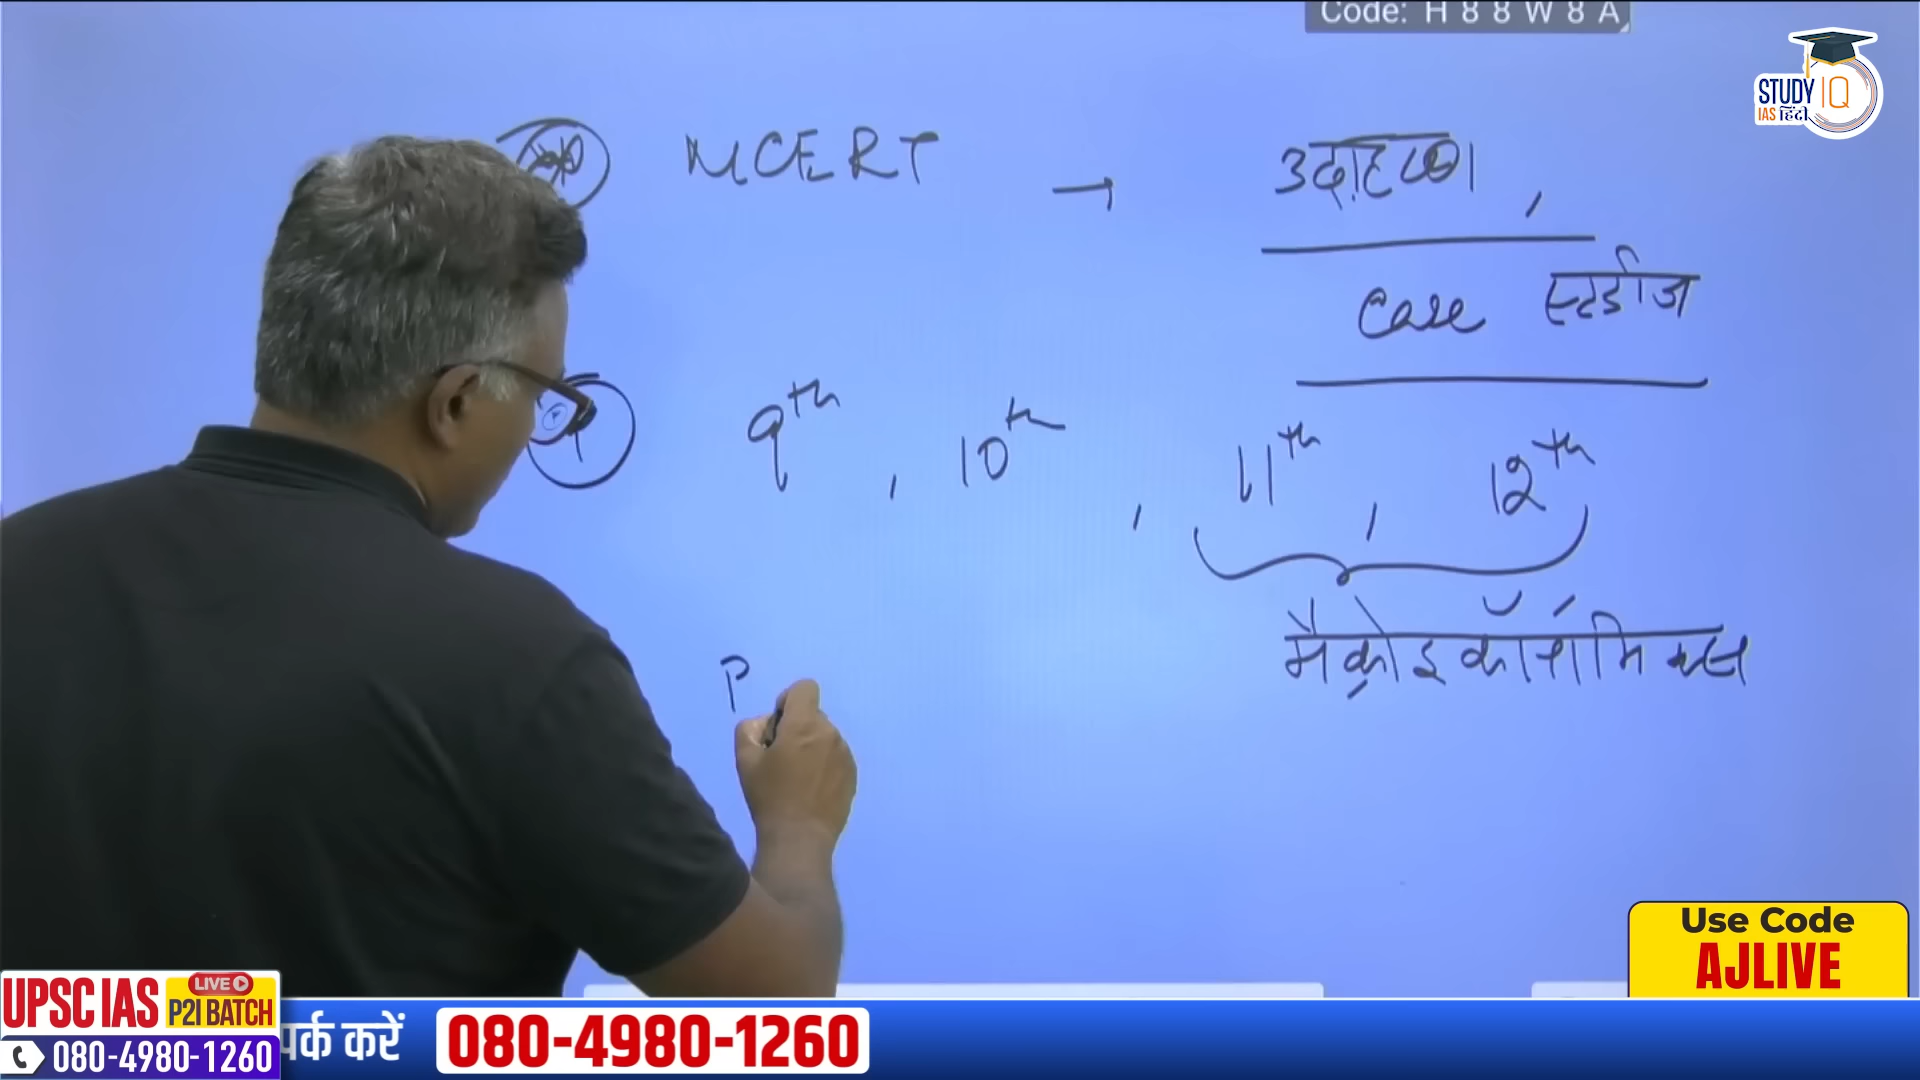 Code: H 8 8 W 8 A
STUDY IQ
IAS हिंदी
NCERT → उदाहरण,
Case स्टडीज
9th, 10th, 11th, 12th
मैक्रोइकॉनॉमिक्स
P
Use Code
AJLIVE
UPSC IAS LIVE
P2I BATCH
080-4980-1260
पर्क करें 080-4980-1260